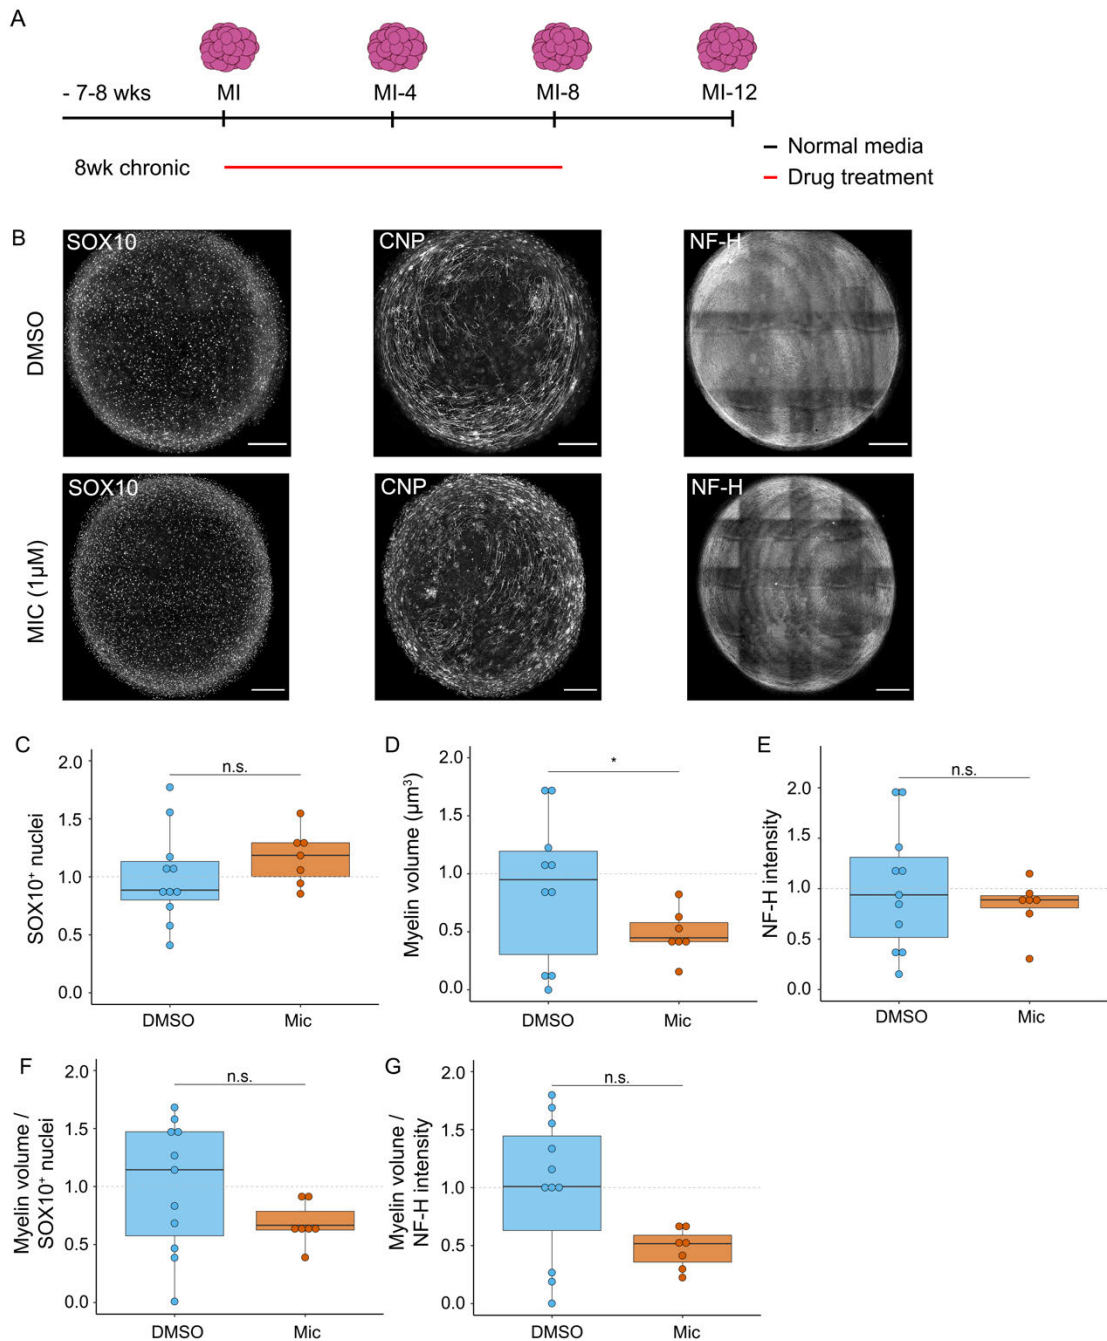 A
- 7-8 wks
MI
MI-4
MI-8
MI-12
8wk chronic
Normal media
Drug treatment
B
DMSO
SOX10
CNP
NF-H
MIC (1µM)
SOX10
CNP
NF-H
C
SOX10⁺ nuclei
2.0
1.5
1.0
0.5
0.0
n.s.
DMSO
Mic
D
Myelin volume (µm³)
2.0
1.5
1.0
0.5
0.0
*
DMSO
Mic
E
NF-H intensity
2.0
1.5
1.0
0.5
0.0
n.s.
DMSO
Mic
F
Myelin volume /
SOX10⁺ nuclei
2.0
1.5
1.0
0.5
0.0
n.s.
DMSO
Mic
G
Myelin volume /
NF-H intensity
2.0
1.5
1.0
0.5
0.0
n.s.
DMSO
Mic